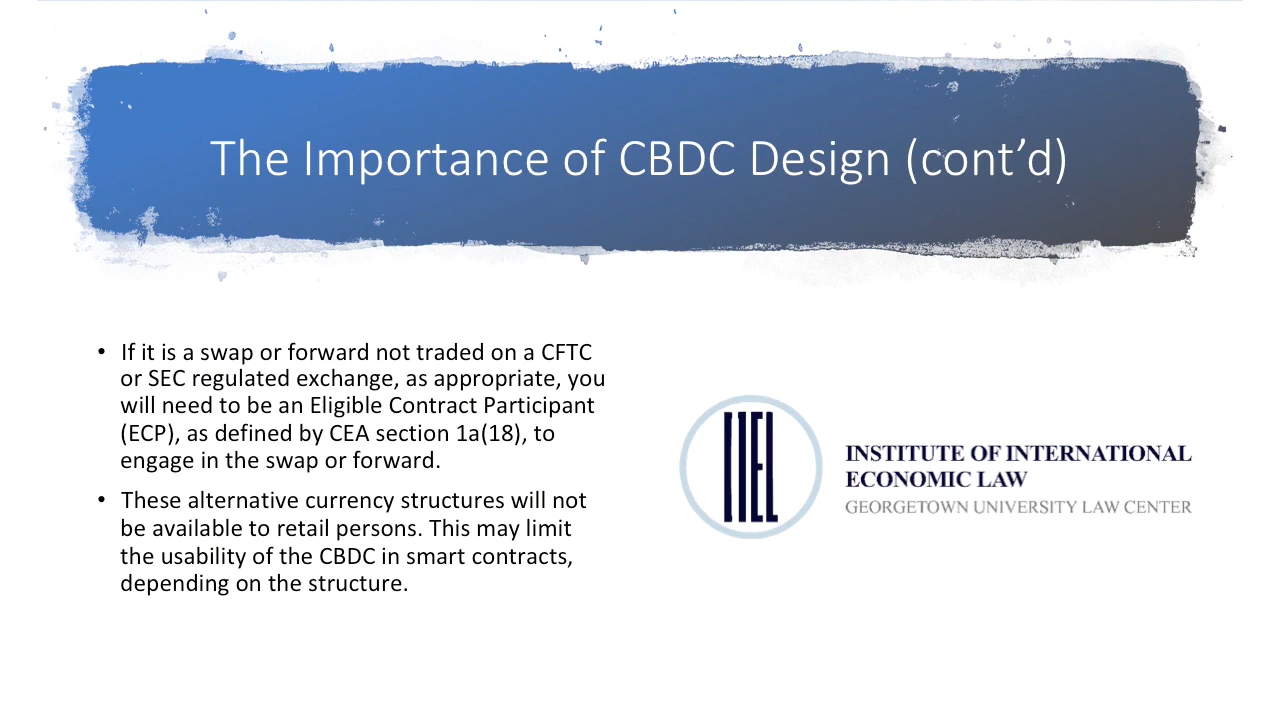 The Importance of CBDC Design (cont’d)
• If it is a swap or forward not traded on a CFTC
or SEC regulated exchange, as appropriate, you
will need to be an Eligible Contract Participant
(ECP), as defined by CEA section 1a(18), to
engage in the swap or forward.
• These alternative currency structures will not
be available to retail persons. This may limit
the usability of the CBDC in smart contracts,
depending on the structure.
IIEL
INSTITUTE OF INTERNATIONAL
ECONOMIC LAW
GEORGETOWN UNIVERSITY LAW CENTER